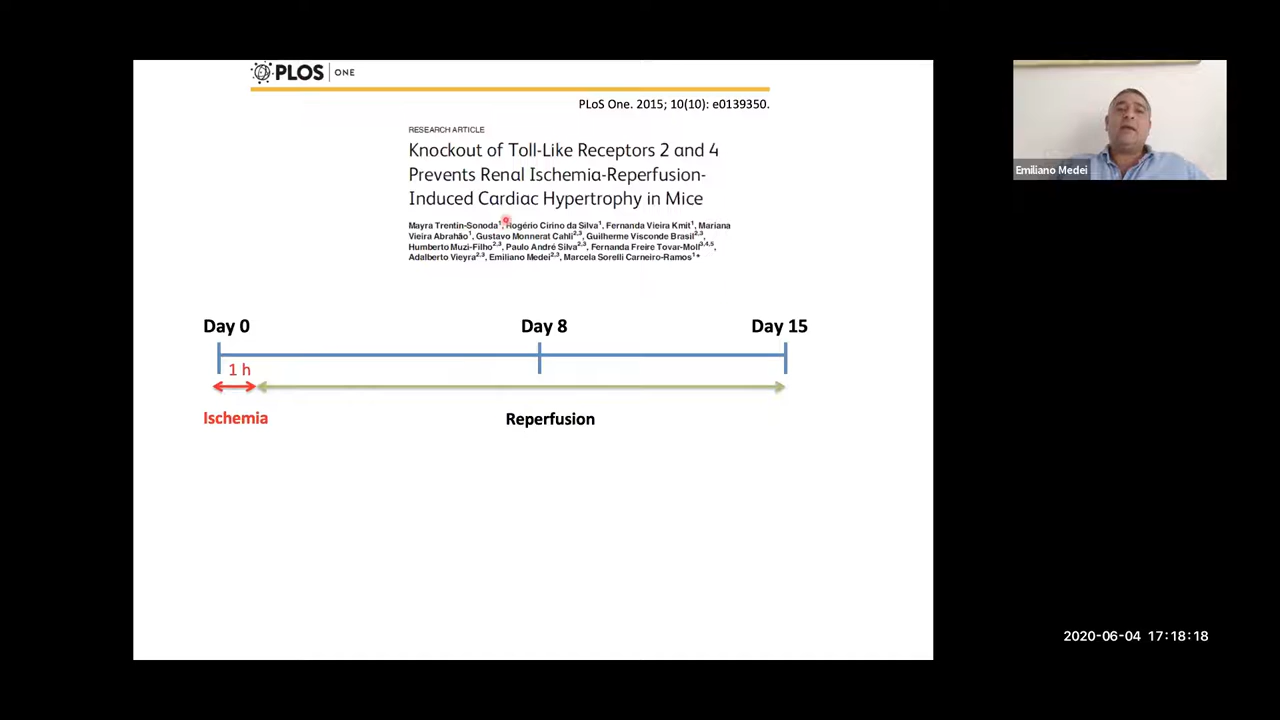 PLOS ONE
PLoS One. 2015; 10(10): e0139350.
RESEARCH ARTICLE
Knockout of Toll-Like Receptors 2 and 4
Prevents Renal Ischemia-Reperfusion-
Induced Cardiac Hypertrophy in Mice
Mayra Trentin-Sonoda¹, Rogério Cirino da Silva¹, Fernanda Vieira Kmit¹, Mariana
Vieira Abrahão¹, Gustavo Monnerat Cahli²,³, Guilherme Visconde Brasil²,³,
Humberto Muzi-Filho²,³, Paulo André Silva²,³, Fernanda Freire Tovar-Moll³,⁴,⁵,
Adalberto Vieyra²,³, Emiliano Medei²,³, Marcela Sorelli Carneiro-Ramos¹*
Day 0 Day 8 Day 15
1 h
Ischemia Reperfusion
Emiliano Medei
2020-06-04 17:18:18